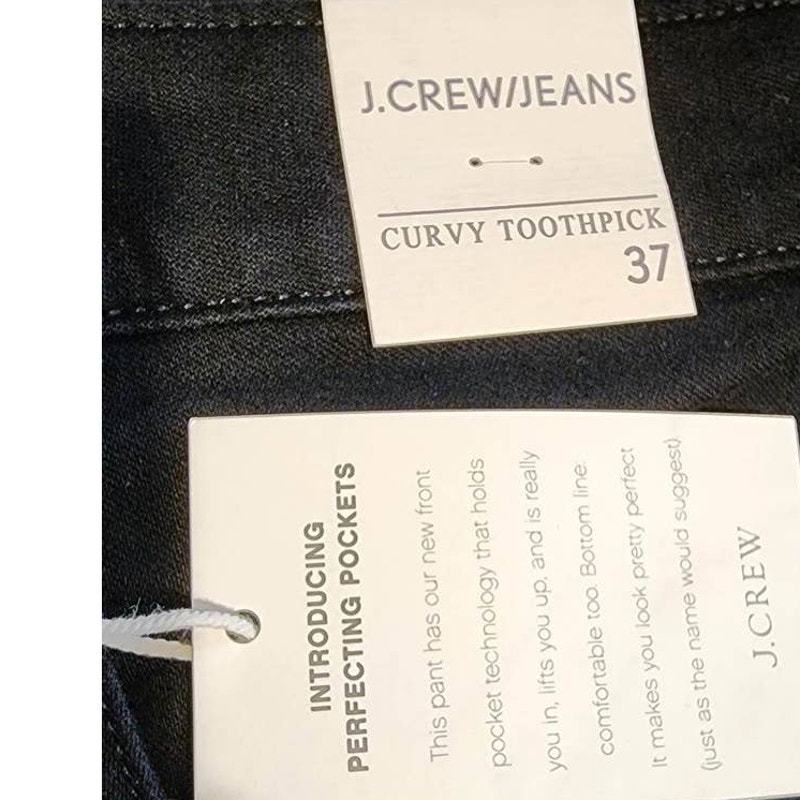 J.CREW/JEANS
CURVY TOOTHPICK
37
INTRODUCING
PERFECTING POCKETS
This pant has our new front
pocket technology that holds
you in, lifts you up, and is really
comfortable too. Bottom line:
It makes you look pretty perfect
(just as the name would suggest)
J.CREW